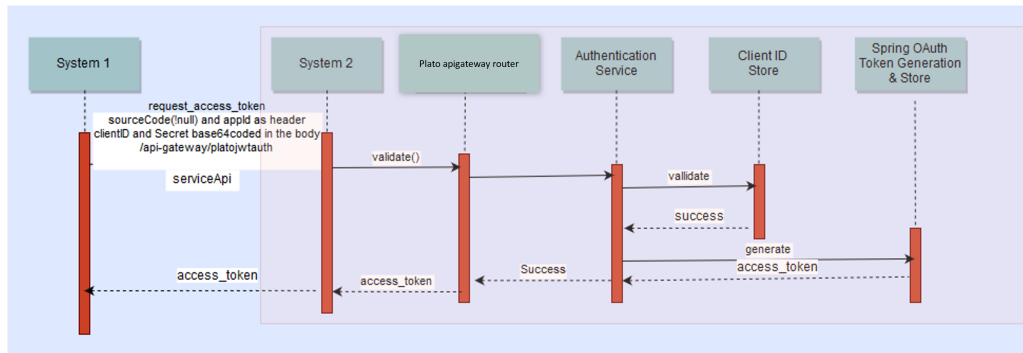 System 1
System 2
Plato apigateway router
Authentication
Service
Client ID
Store
Spring OAuth
Token Generation
& Store
request_access_token
sourceCode(!null) and appId as header
clientID and Secret base64coded in the body
/api-gateway/platojwtauth
serviceApi
validate()
vallidate
success
generate
access_token
Success
access_token
access_token